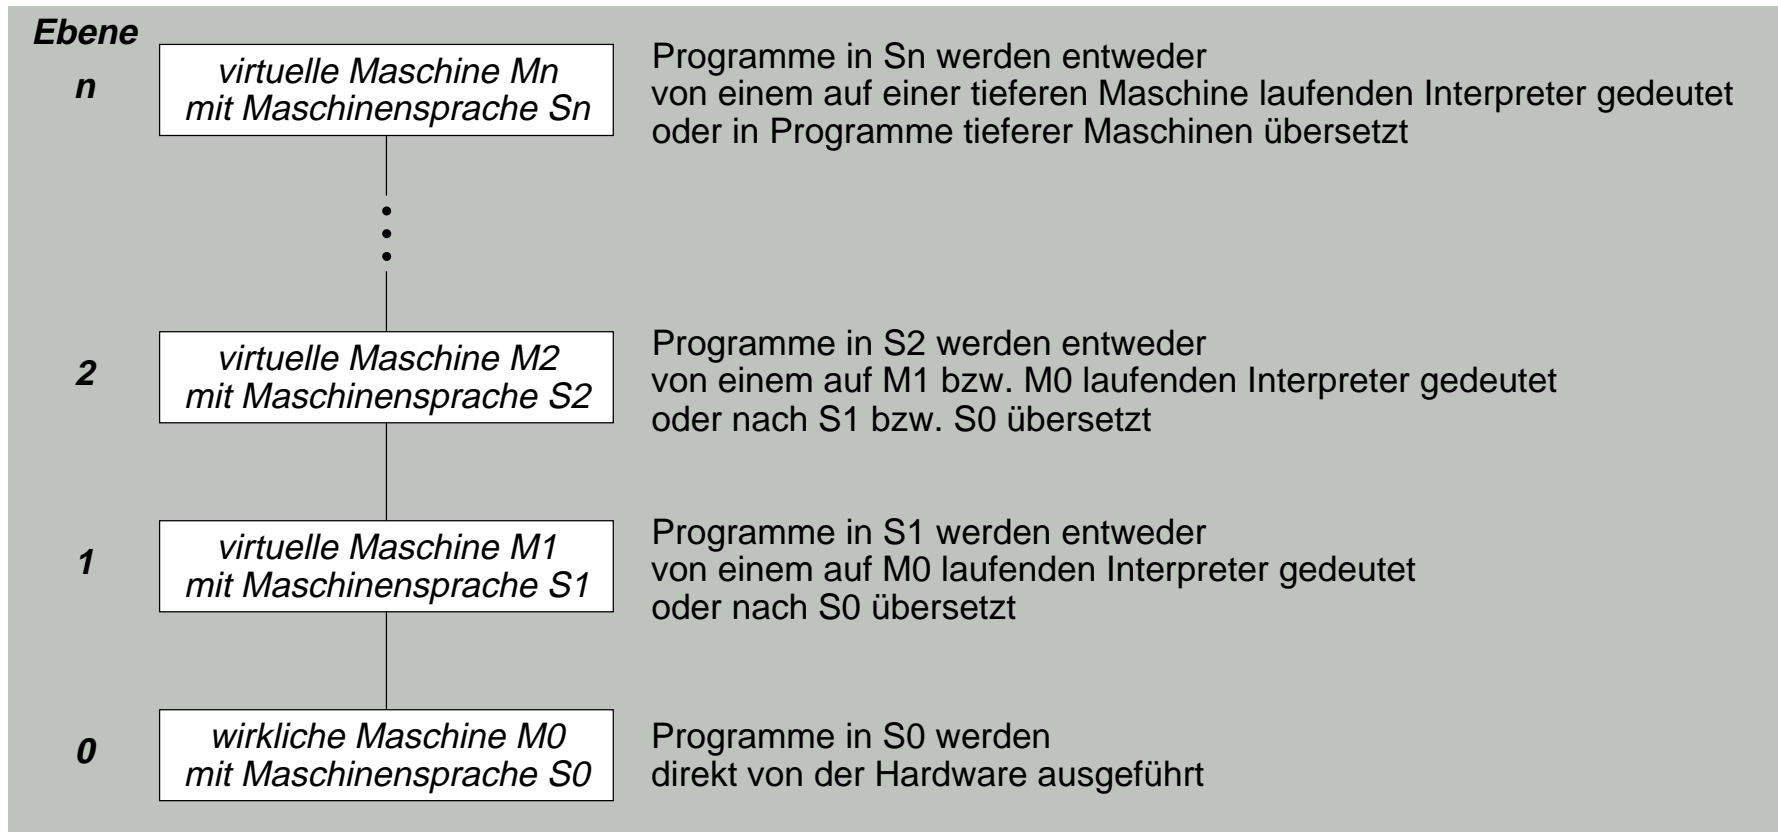 Ebene
n
virtuelle Maschine Mn
mit Maschinensprache Sn
Programme in Sn werden entweder
von einem auf einer tieferen Maschine laufenden Interpreter gedeutet
oder in Programme tieferer Maschinen übersetzt
2
virtuelle Maschine M2
mit Maschinensprache S2
Programme in S2 werden entweder
von einem auf M1 bzw. M0 laufenden Interpreter gedeutet
oder nach S1 bzw. S0 übersetzt
1
virtuelle Maschine M1
mit Maschinensprache S1
Programme in S1 werden entweder
von einem auf M0 laufenden Interpreter gedeutet
oder nach S0 übersetzt
0
wirkliche Maschine M0
mit Maschinensprache S0
Programme in S0 werden
direkt von der Hardware ausgeführt